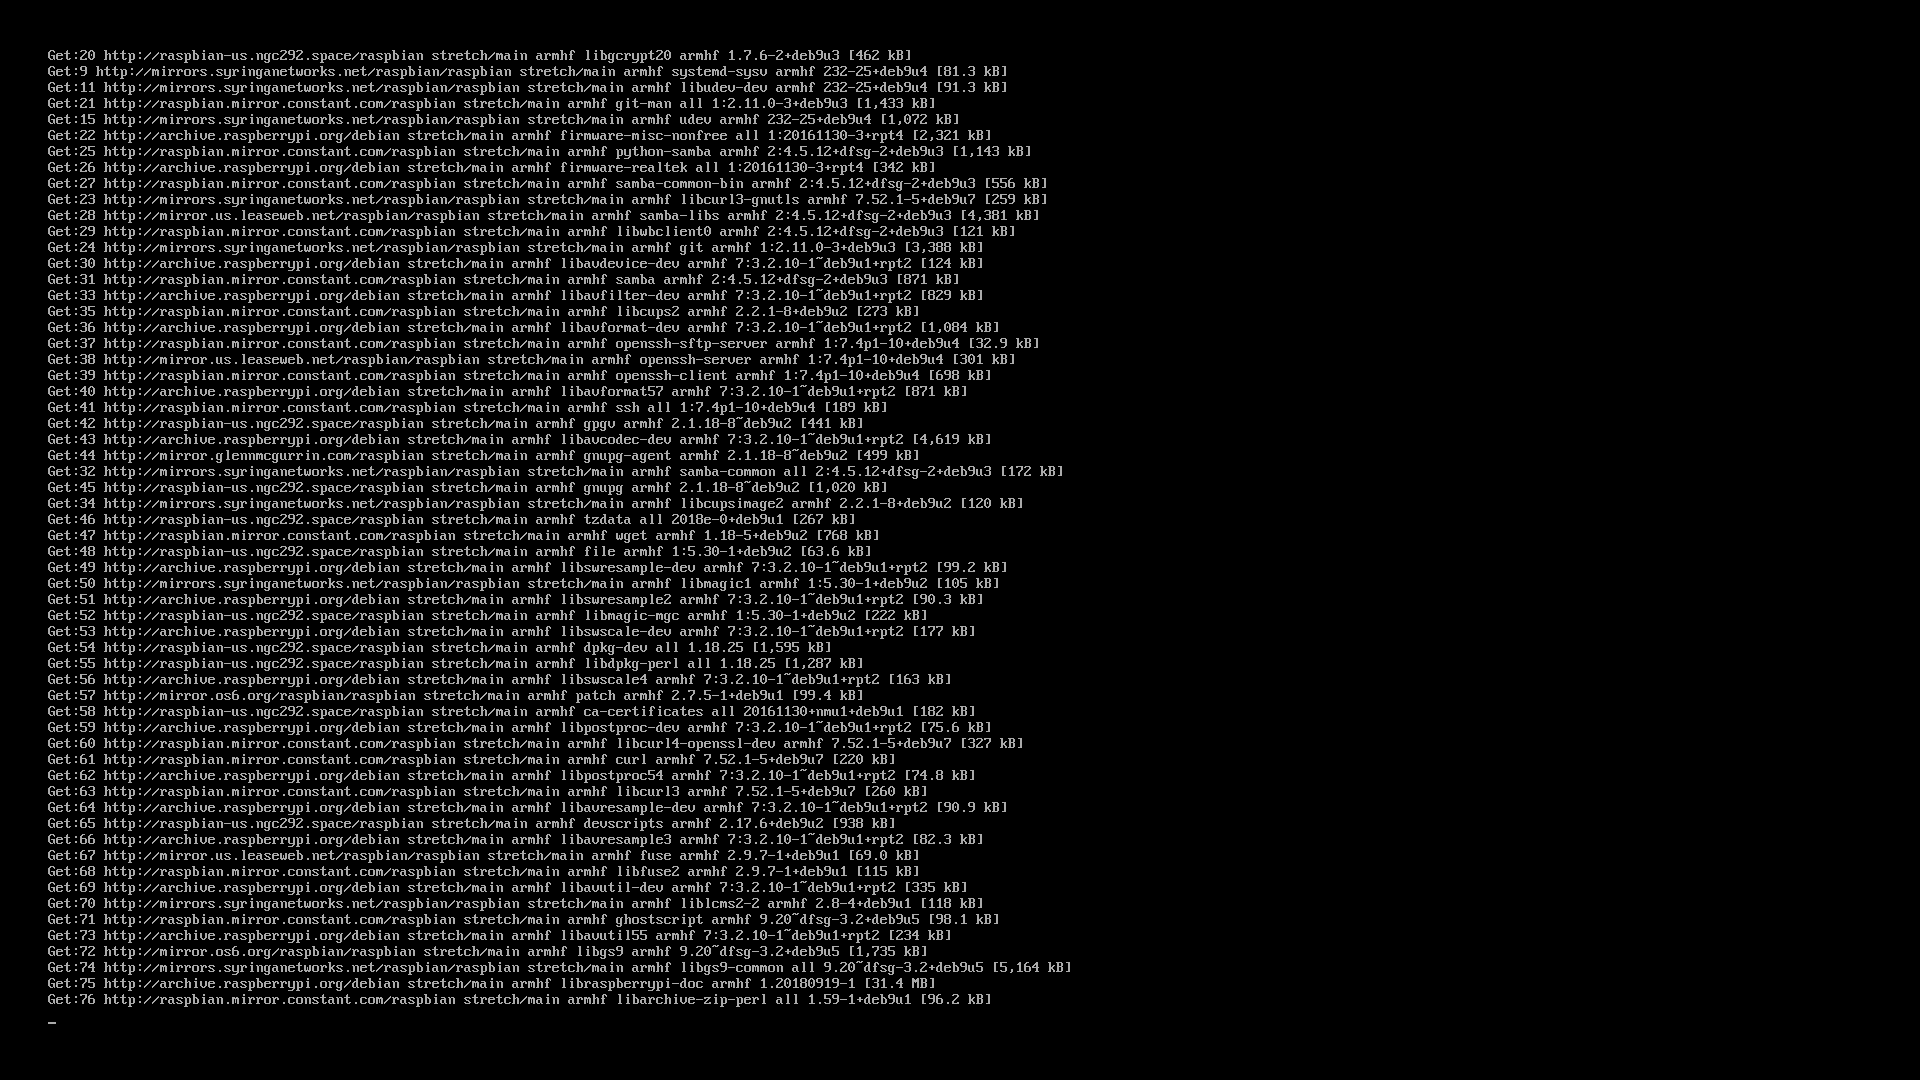 Get:20 http://raspbian-us.ngc292.space/raspbian stretch/main armhf libgcrypt20 armhf 1.7.6-2+deb9u3 [462 kB]
Get:9 http://mirrors.syringanetworks.net/raspbian/raspbian stretch/main armhf systemd-sysv armhf 232-25+deb9u4 [81.3 kB]
Get:11 http://mirrors.syringanetworks.net/raspbian/raspbian stretch/main armhf libudev-dev armhf 232-25+deb9u4 [91.3 kB]
Get:21 http://raspbian.mirror.constant.com/raspbian stretch/main armhf git-man all 1:2.11.0-3+deb9u3 [1,433 kB]
Get:15 http://mirrors.syringanetworks.net/raspbian/raspbian stretch/main armhf udev armhf 232-25+deb9u4 [1,072 kB]
Get:22 http://archive.raspberrypi.org/debian stretch/main armhf firmware-misc-nonfree all 1:20161130-3+rpt4 [2,321 kB]
Get:25 http://raspbian.mirror.constant.com/raspbian stretch/main armhf python-samba armhf 2:4.5.12+dfsg-2+deb9u3 [1,143 kB]
Get:26 http://archive.raspberrypi.org/debian stretch/main armhf firmware-realtek all 1:20161130-3+rpt4 [342 kB]
Get:27 http://raspbian.mirror.constant.com/raspbian stretch/main armhf samba-common-bin armhf 2:4.5.12+dfsg-2+deb9u3 [556 kB]
Get:23 http://mirrors.syringanetworks.net/raspbian/raspbian stretch/main armhf libcurl3-gnutls armhf 7.52.1-5+deb9u7 [259 kB]
Get:28 http://mirror.us.leaseweb.net/raspbian/raspbian stretch/main armhf samba-libs armhf 2:4.5.12+dfsg-2+deb9u3 [4,381 kB]
Get:29 http://raspbian.mirror.constant.com/raspbian stretch/main armhf libwbclient0 armhf 2:4.5.12+dfsg-2+deb9u3 [121 kB]
Get:24 http://mirrors.syringanetworks.net/raspbian/raspbian stretch/main armhf git armhf 1:2.11.0-3+deb9u3 [3,388 kB]
Get:30 http://archive.raspberrypi.org/debian stretch/main armhf libavdevice-dev armhf 7:3.2.10-1~deb9u1+rpt2 [124 kB]
Get:31 http://raspbian.mirror.constant.com/raspbian stretch/main armhf samba armhf 2:4.5.12+dfsg-2+deb9u3 [871 kB]
Get:33 http://archive.raspberrypi.org/debian stretch/main armhf libavfilter-dev armhf 7:3.2.10-1~deb9u1+rpt2 [829 kB]
Get:35 http://raspbian.mirror.constant.com/raspbian stretch/main armhf libcups2 armhf 2.2.1-8+deb9u2 [273 kB]
Get:36 http://archive.raspberrypi.org/debian stretch/main armhf libavformat-dev armhf 7:3.2.10-1~deb9u1+rpt2 [1,084 kB]
Get:37 http://raspbian.mirror.constant.com/raspbian stretch/main armhf openssh-sftp-server armhf 1:7.4p1-10+deb9u4 [32.9 kB]
Get:38 http://mirror.us.leaseweb.net/raspbian/raspbian stretch/main armhf openssh-server armhf 1:7.4p1-10+deb9u4 [301 kB]
Get:39 http://raspbian.mirror.constant.com/raspbian stretch/main armhf openssh-client armhf 1:7.4p1-10+deb9u4 [698 kB]
Get:40 http://archive.raspberrypi.org/debian stretch/main armhf libavformat57 armhf 7:3.2.10-1~deb9u1+rpt2 [871 kB]
Get:41 http://raspbian.mirror.constant.com/raspbian stretch/main armhf ssh all 1:7.4p1-10+deb9u4 [189 kB]
Get:42 http://raspbian-us.ngc292.space/raspbian stretch/main armhf gpgv armhf 2.1.18-8~deb9u2 [441 kB]
Get:43 http://archive.raspberrypi.org/debian stretch/main armhf libavcodec-dev armhf 7:3.2.10-1~deb9u1+rpt2 [4,619 kB]
Get:44 http://mirror.glennmcgurrin.com/raspbian stretch/main armhf gnupg-agent armhf 2.1.18-8~deb9u2 [499 kB]
Get:32 http://mirrors.syringanetworks.net/raspbian/raspbian stretch/main armhf samba-common all 2:4.5.12+dfsg-2+deb9u3 [172 kB]
Get:45 http://raspbian-us.ngc292.space/raspbian stretch/main armhf gnupg armhf 2.1.18-8~deb9u2 [1,020 kB]
Get:34 http://mirrors.syringanetworks.net/raspbian/raspbian stretch/main armhf libcupsimage2 armhf 2.2.1-8+deb9u2 [120 kB]
Get:46 http://raspbian-us.ngc292.space/raspbian stretch/main armhf tzdata all 2018e-0+deb9u1 [267 kB]
Get:47 http://raspbian.mirror.constant.com/raspbian stretch/main armhf wget armhf 1.18-5+deb9u2 [768 kB]
Get:48 http://raspbian-us.ngc292.space/raspbian stretch/main armhf file armhf 1:5.30-1+deb9u2 [63.6 kB]
Get:49 http://archive.raspberrypi.org/debian stretch/main armhf libswresample-dev armhf 7:3.2.10-1~deb9u1+rpt2 [99.2 kB]
Get:50 http://mirrors.syringanetworks.net/raspbian/raspbian stretch/main armhf libmagic1 armhf 1:5.30-1+deb9u2 [105 kB]
Get:51 http://archive.raspberrypi.org/debian stretch/main armhf libswresample2 armhf 7:3.2.10-1~deb9u1+rpt2 [90.3 kB]
Get:52 http://raspbian-us.ngc292.space/raspbian stretch/main armhf libmagic-mgc armhf 1:5.30-1+deb9u2 [222 kB]
Get:53 http://archive.raspberrypi.org/debian stretch/main armhf libswscale-dev armhf 7:3.2.10-1~deb9u1+rpt2 [177 kB]
Get:54 http://raspbian-us.ngc292.space/raspbian stretch/main armhf dpkg-dev all 1.18.25 [1,595 kB]
Get:55 http://raspbian-us.ngc292.space/raspbian stretch/main armhf libdpkg-perl all 1.18.25 [1,287 kB]
Get:56 http://archive.raspberrypi.org/debian stretch/main armhf libswscale4 armhf 7:3.2.10-1~deb9u1+rpt2 [163 kB]
Get:57 http://mirror.os6.org/raspbian/raspbian stretch/main armhf patch armhf 2.7.5-1+deb9u1 [99.4 kB]
Get:58 http://raspbian-us.ngc292.space/raspbian stretch/main armhf ca-certificates all 20161130+nmu1+deb9u1 [182 kB]
Get:59 http://archive.raspberrypi.org/debian stretch/main armhf libpostproc-dev armhf 7:3.2.10-1~deb9u1+rpt2 [75.6 kB]
Get:60 http://raspbian.mirror.constant.com/raspbian stretch/main armhf libcurl4-openssl-dev armhf 7.52.1-5+deb9u7 [327 kB]
Get:61 http://raspbian.mirror.constant.com/raspbian stretch/main armhf curl armhf 7.52.1-5+deb9u7 [220 kB]
Get:62 http://archive.raspberrypi.org/debian stretch/main armhf libpostproc54 armhf 7:3.2.10-1~deb9u1+rpt2 [74.8 kB]
Get:63 http://raspbian.mirror.constant.com/raspbian stretch/main armhf libcurl3 armhf 7.52.1-5+deb9u7 [260 kB]
Get:64 http://archive.raspberrypi.org/debian stretch/main armhf libavresample-dev armhf 7:3.2.10-1~deb9u1+rpt2 [90.9 kB]
Get:65 http://raspbian-us.ngc292.space/raspbian stretch/main armhf devscripts armhf 2.17.6+deb9u2 [938 kB]
Get:66 http://archive.raspberrypi.org/debian stretch/main armhf libavresample3 armhf 7:3.2.10-1~deb9u1+rpt2 [82.3 kB]
Get:67 http://mirror.us.leaseweb.net/raspbian/raspbian stretch/main armhf fuse armhf 2.9.7-1+deb9u1 [69.0 kB]
Get:68 http://raspbian.mirror.constant.com/raspbian stretch/main armhf libfuse2 armhf 2.9.7-1+deb9u1 [115 kB]
Get:69 http://archive.raspberrypi.org/debian stretch/main armhf libavutil-dev armhf 7:3.2.10-1~deb9u1+rpt2 [335 kB]
Get:70 http://mirrors.syringanetworks.net/raspbian/raspbian stretch/main armhf liblcms2-2 armhf 2.8-4+deb9u1 [118 kB]
Get:71 http://raspbian.mirror.constant.com/raspbian stretch/main armhf ghostscript armhf 9.20~dfsg-3.2+deb9u5 [98.1 kB]
Get:73 http://archive.raspberrypi.org/debian stretch/main armhf libavutil55 armhf 7:3.2.10-1~deb9u1+rpt2 [234 kB]
Get:72 http://mirror.os6.org/raspbian/raspbian stretch/main armhf libgs9 armhf 9.20~dfsg-3.2+deb9u5 [1,735 kB]
Get:74 http://mirrors.syringanetworks.net/raspbian/raspbian stretch/main armhf libgs9-common all 9.20~dfsg-3.2+deb9u5 [5,164 kB]
Get:75 http://archive.raspberrypi.org/debian stretch/main armhf libraspberrypi-doc armhf 1.20180919-1 [31.4 MB]
Get:76 http://raspbian.mirror.constant.com/raspbian stretch/main armhf libarchive-zip-perl all 1.59-1+deb9u1 [96.2 kB]